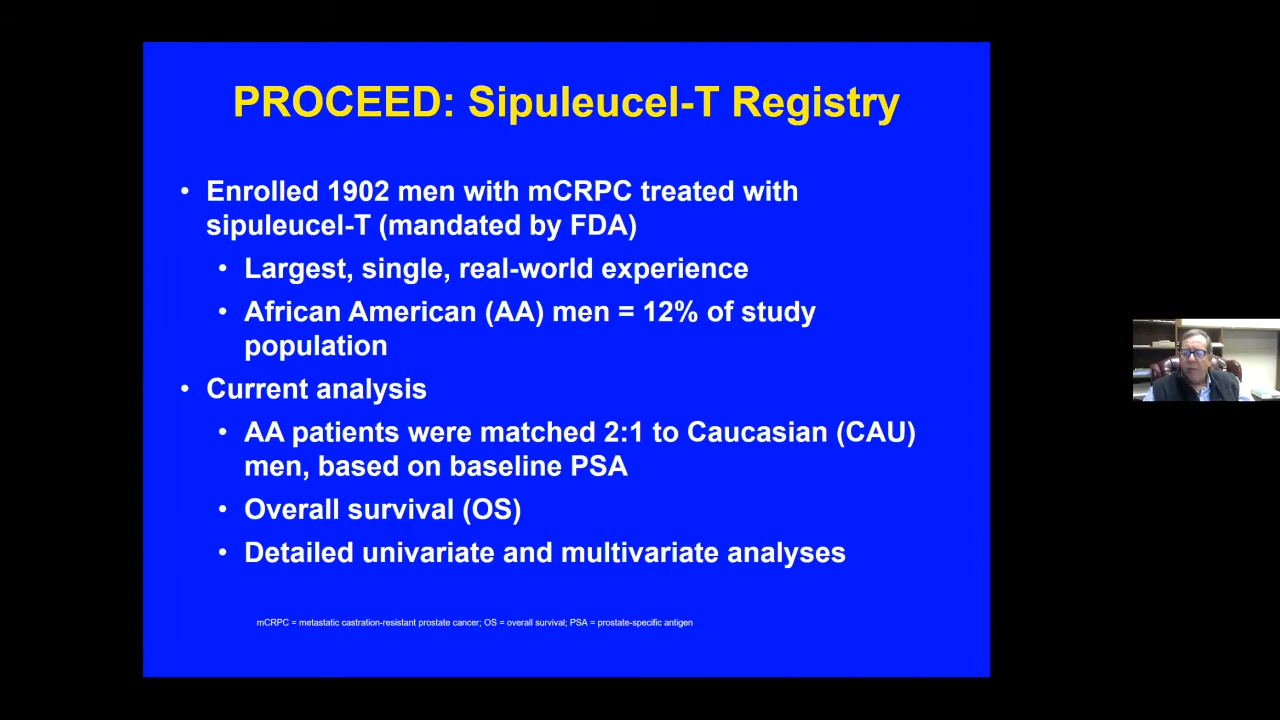 PROCEED: Sipuleucel-T Registry
• Enrolled 1902 men with mCRPC treated with
sipuleucel-T (mandated by FDA)
• Largest, single, real-world experience
• African American (AA) men = 12% of study
population
• Current analysis
• AA patients were matched 2:1 to Caucasian (CAU)
men, based on baseline PSA
• Overall survival (OS)
• Detailed univariate and multivariate analyses
mCRPC = metastatic castration-resistant prostate cancer; OS = overall survival; PSA = prostate-specific antigen